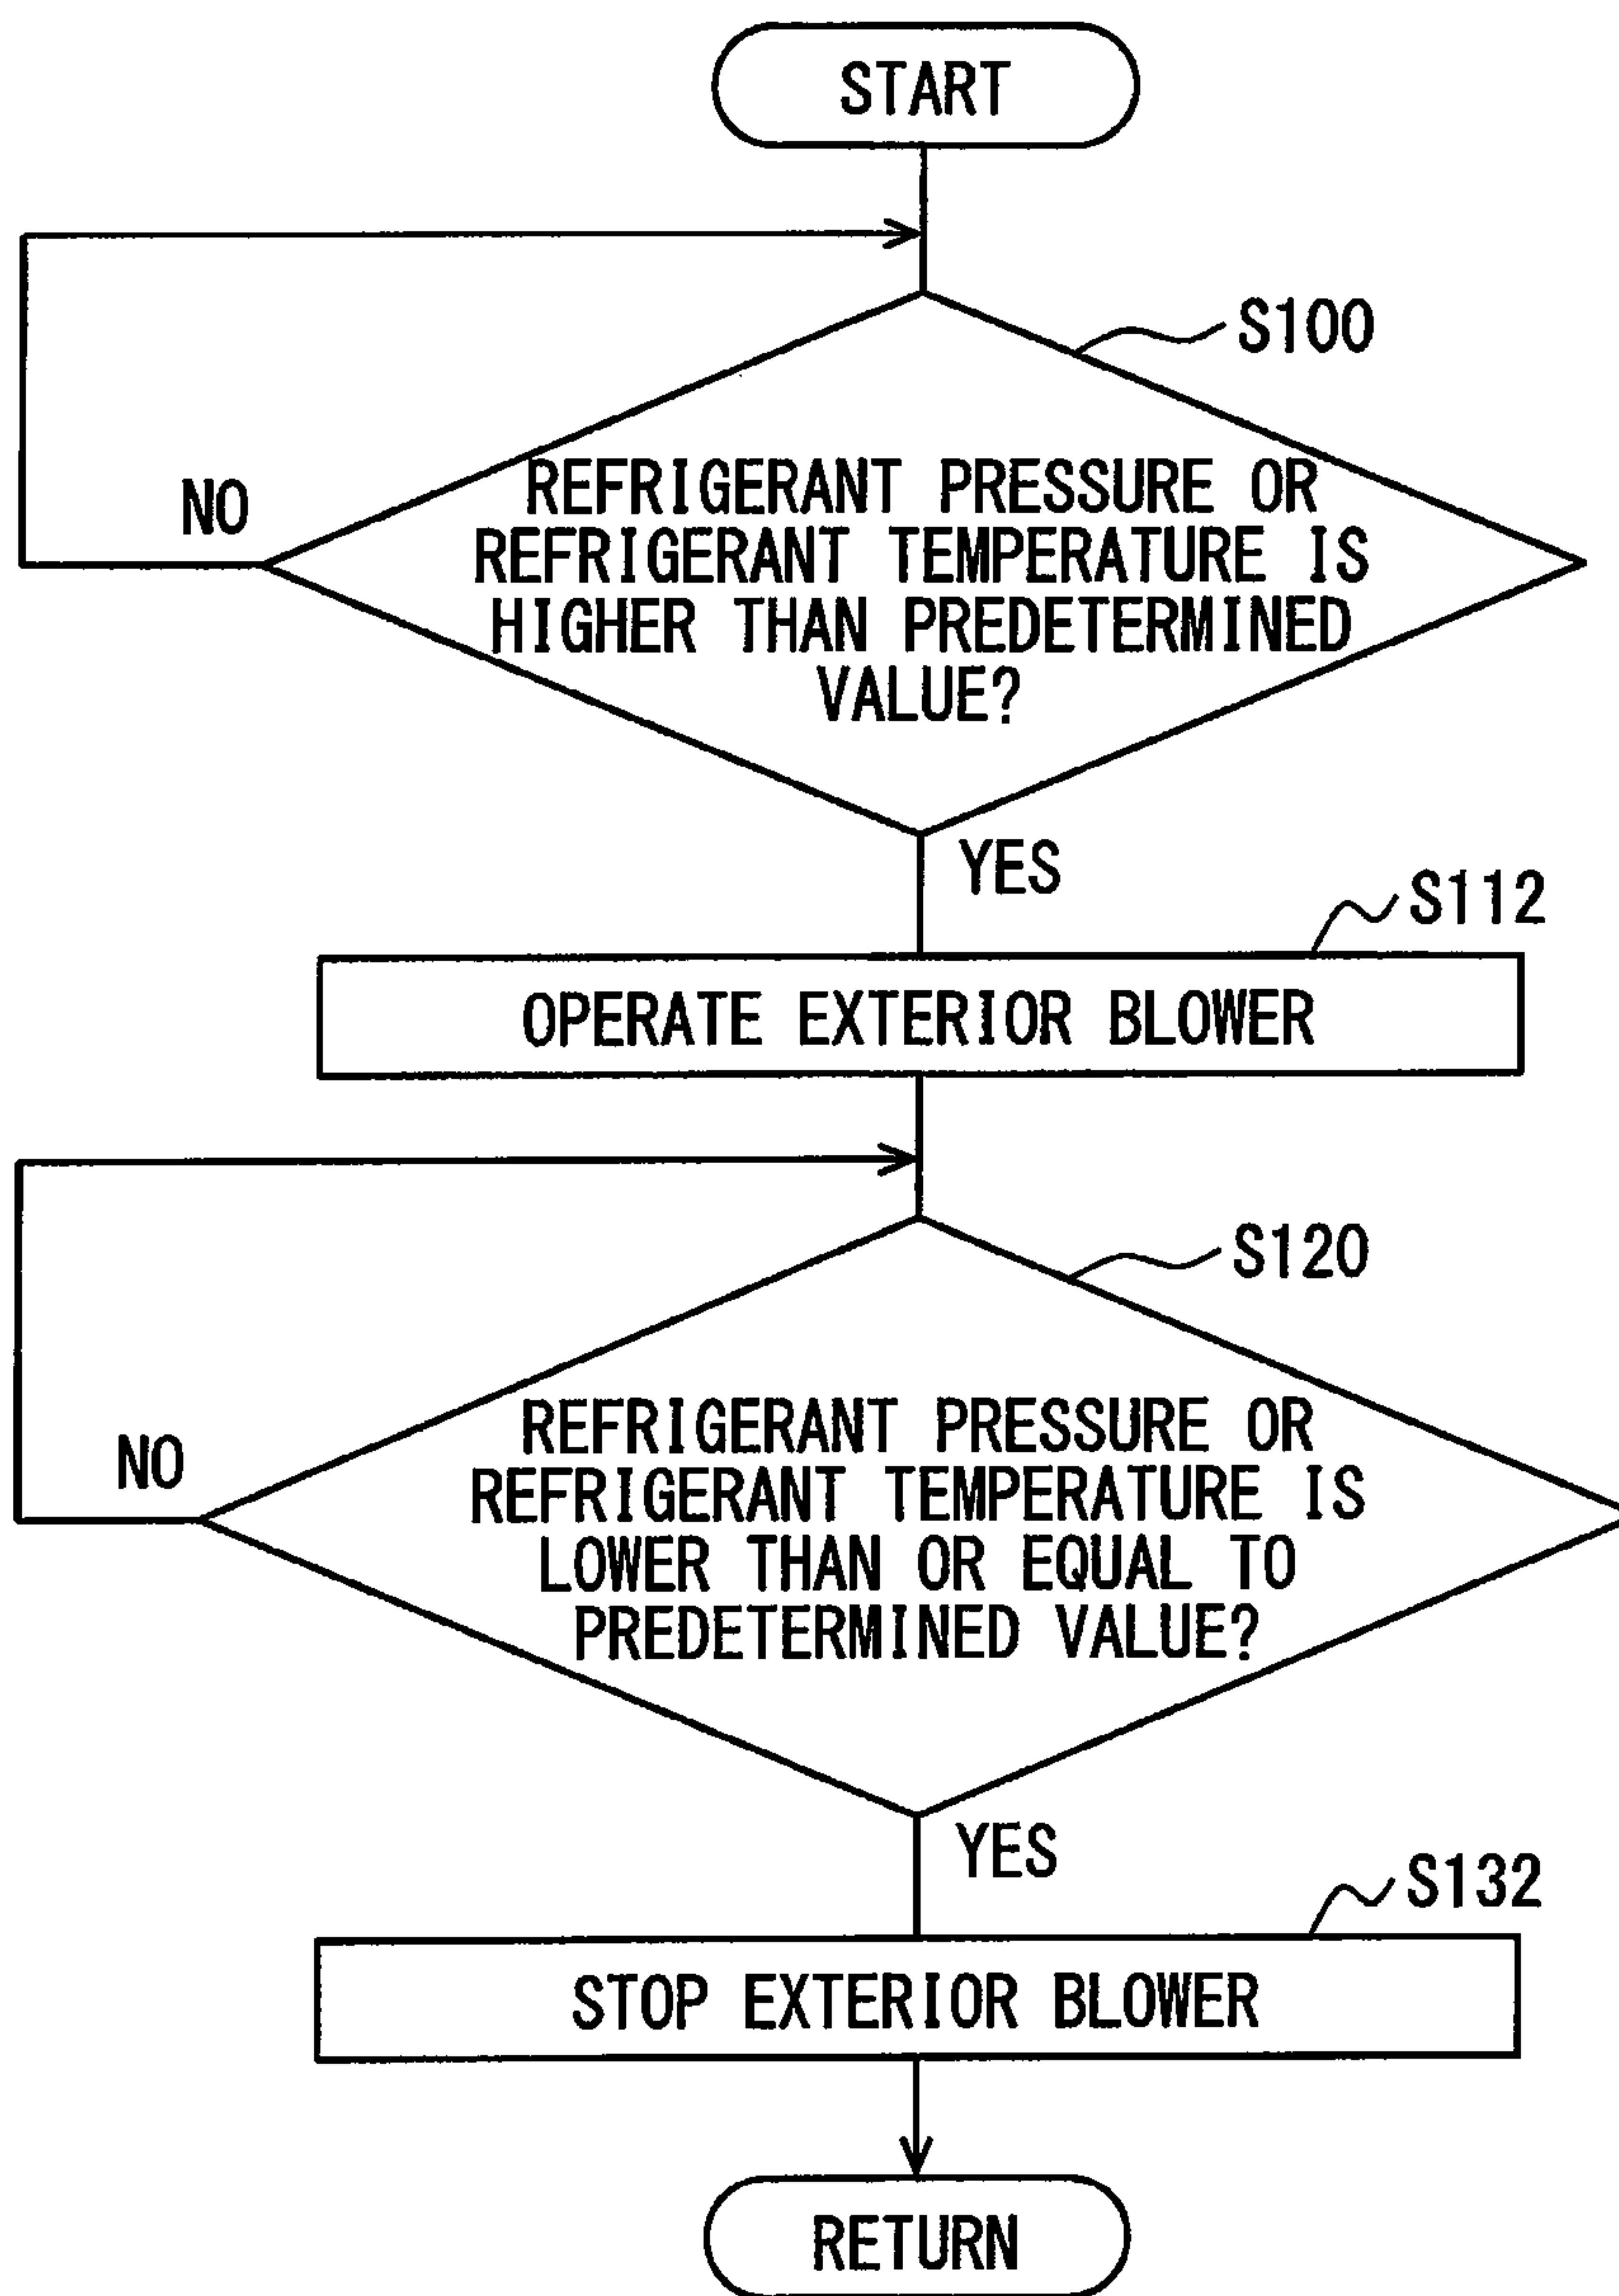 START
S100
NO
REFRIGERANT PRESSURE OR
REFRIGERANT TEMPERATURE IS
HIGHER THAN PREDETERMINED
VALUE?
YES
S112
OPERATE EXTERIOR BLOWER
S120
NO
REFRIGERANT PRESSURE OR
REFRIGERANT TEMPERATURE IS
LOWER THAN OR EQUAL TO
PREDETERMINED VALUE?
YES
S132
STOP EXTERIOR BLOWER
RETURN